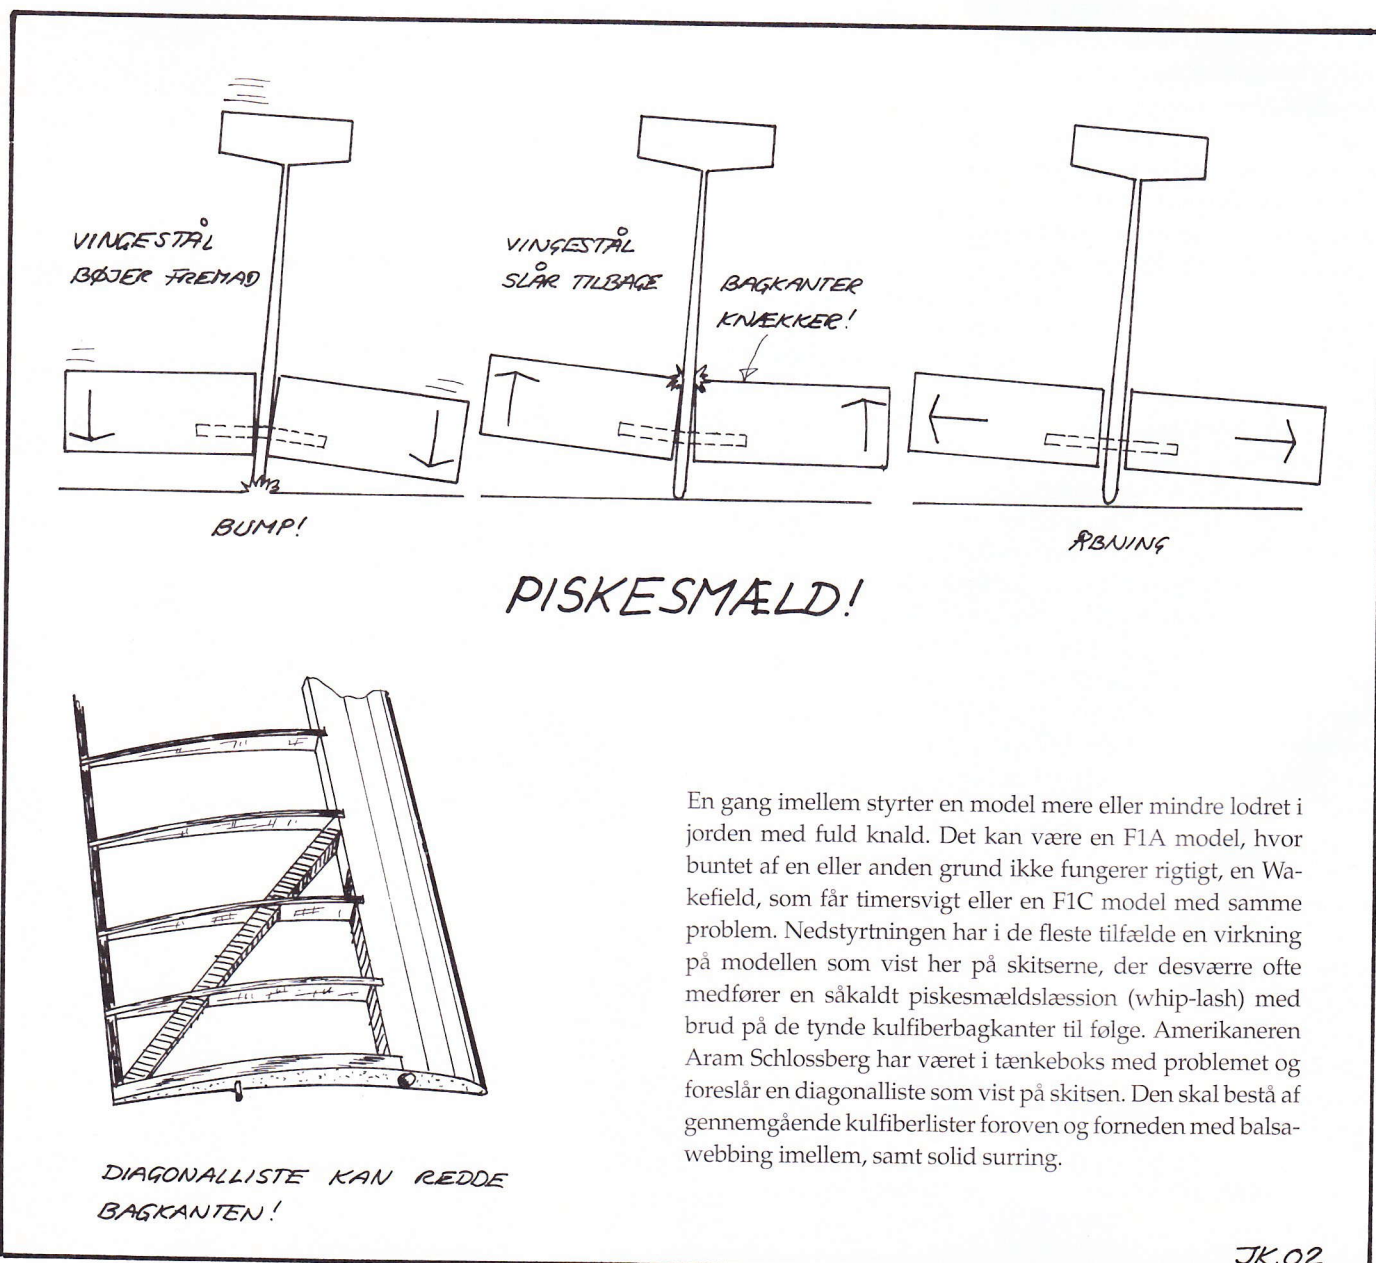 VINGESTÅL
BØJER FREMAD
VINGESTÅL
SLÅR TILBAGE
BAGKANTER
KNÆKKER!
BUMP!
ÅBNING
PISKESMÆLD!
En gang imellem styrter en model mere eller mindre lodret i
jorden med fuld knald. Det kan være en F1A model, hvor
buntet af en eller anden grund ikke fungerer rigtigt, en Wa-
kefield, som får timersvigt eller en F1C model med samme
problem. Nedstyrtningen har i de fleste tilfælde en virkning
på modellen som vist her på skitserne, der desværre ofte
medfører en såkaldt piskesmældslæssion (whip-lash) med
brud på de tynde kulfiberbagkanter til følge. Amerikaneren
Aram Schlossberg har været i tænkeboks med problemet og
foreslår en diagonalliste som vist på skitsen. Den skal bestå af
gennemgående kulfiberlister foroven og forneden med balsa-
webbing imellem, samt solid surring.
DIAGONALLISTE KAN REDDE
BAGKANTEN!
JK.02